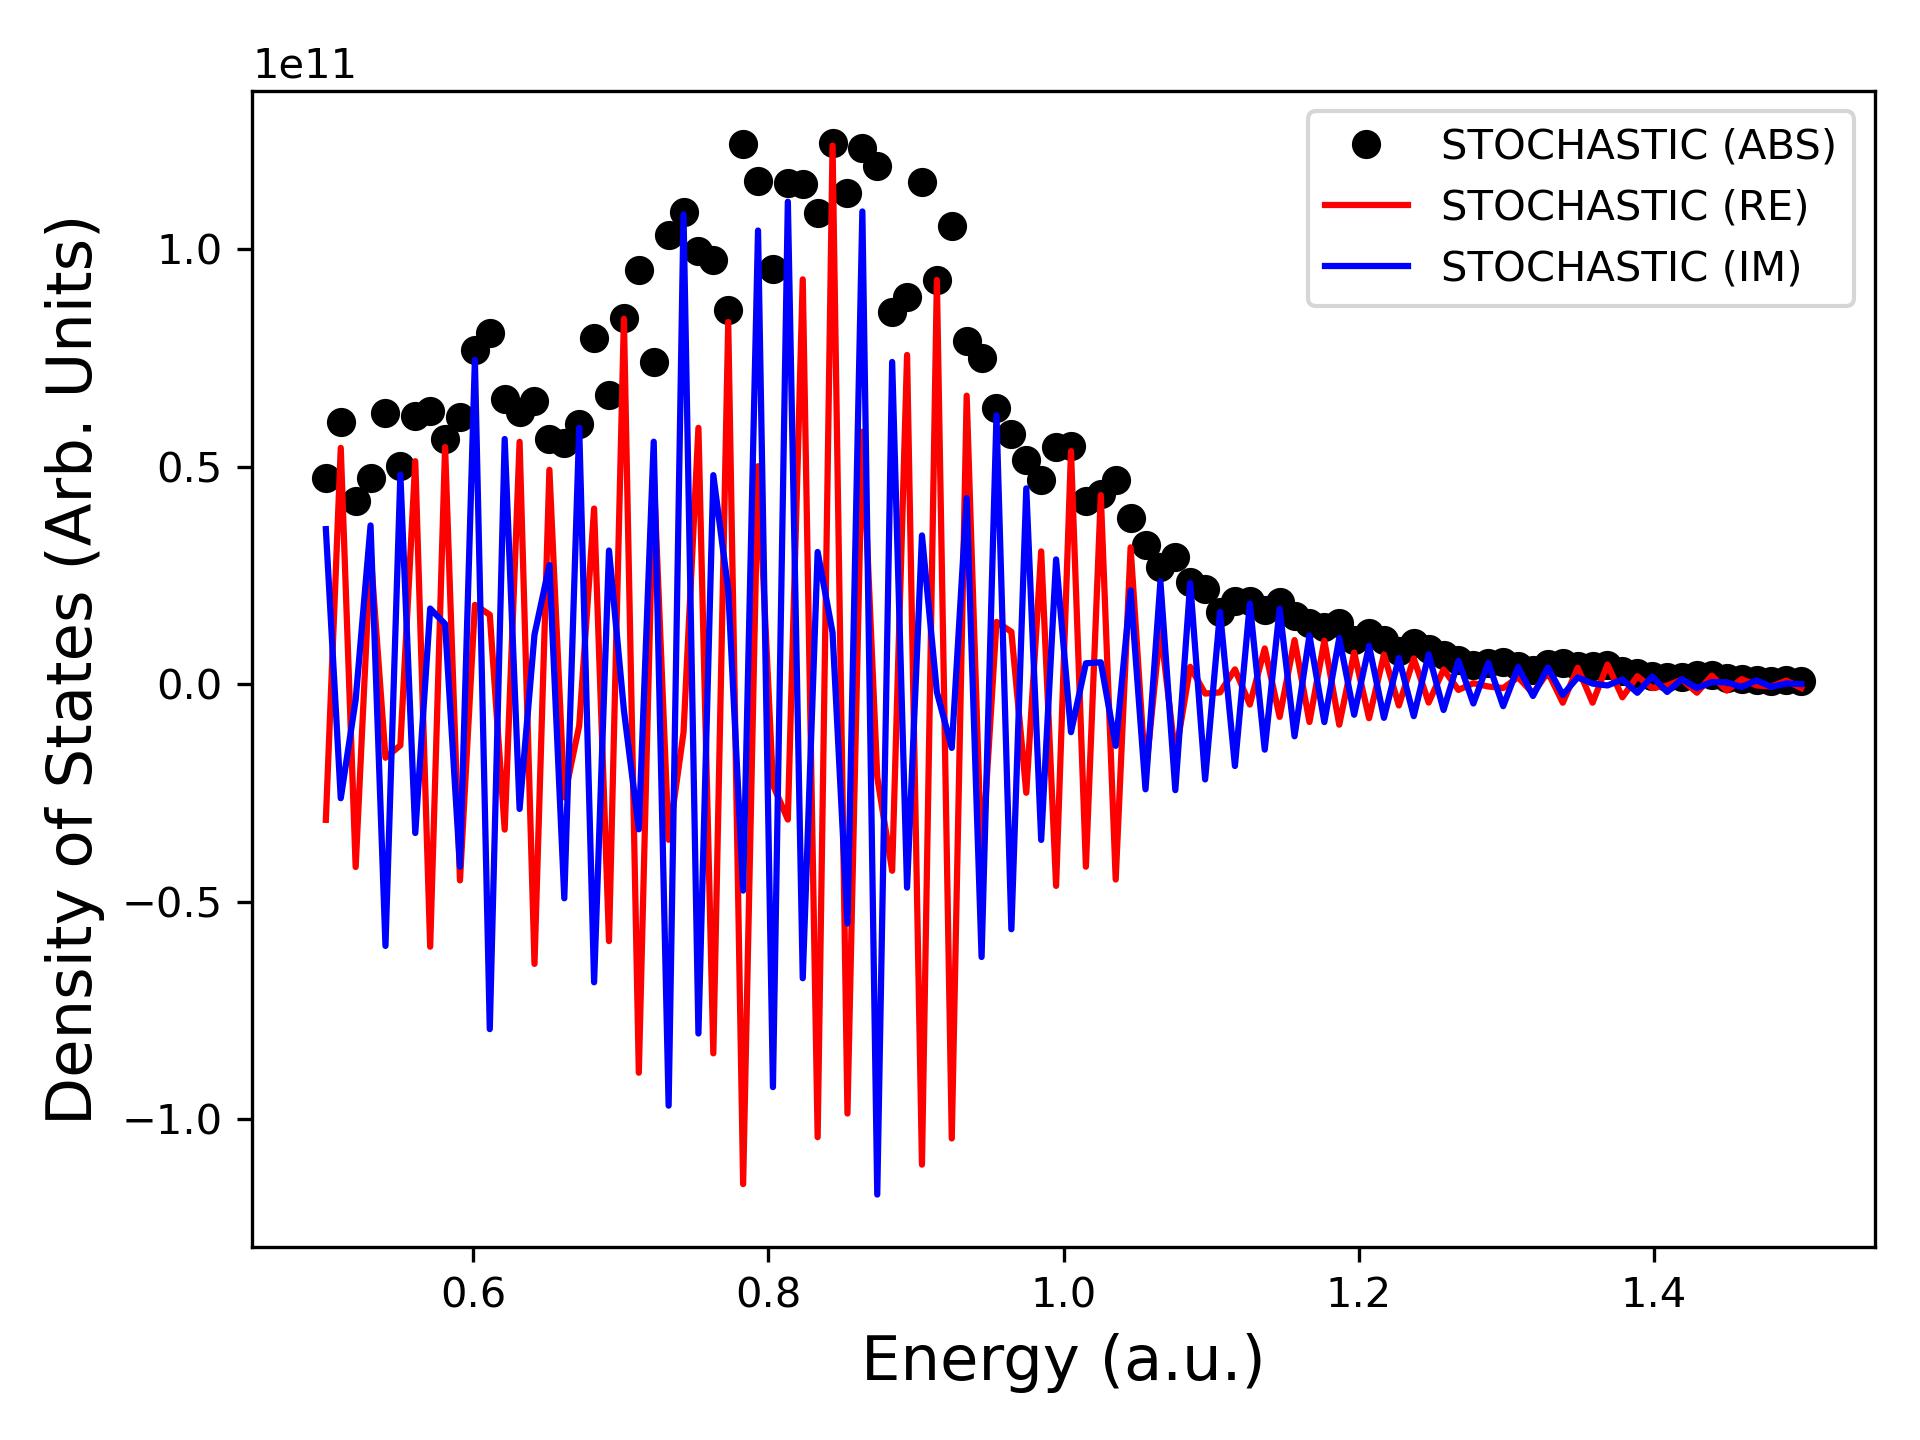 1e11
STOCHASTIC (ABS)
STOCHASTIC (RE)
STOCHASTIC (IM)
Density of States (Arb. Units)
1.0
0.5
0.0
−0.5
−1.0
0.6 0.8 1.0 1.2 1.4
Energy (a.u.)